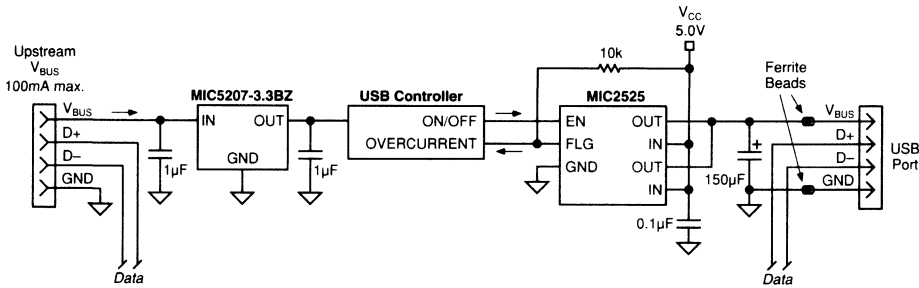 Upstream
VBUS
100mA max.
VBUS
D+
D–
GND
Data
1µF
MIC5207-3.3BZ
IN
OUT
GND
1µF
USB Controller
ON/OFF
OVERCURRENT
10k
VCC
5.0V
MIC2525
EN
FLG
GND
OUT
IN
OUT
IN
0.1µF
150µF
+
Ferrite
Beads
VBUS
D+
D–
GND
USB
Port
Data